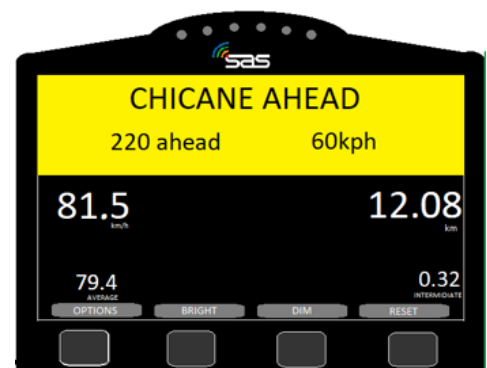 sas
CHICANE AHEAD
220 ahead 60kph
81.5 12.08
km/h km
79.4 0.32
AVERAGE INTERMIDIATE
OPTIONS BRIGHT DIM RESET